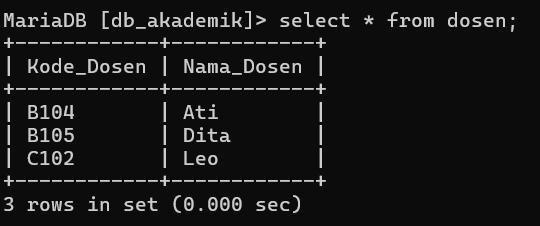 MariaDB [db_akademik]> select * from dosen;
+------------+------------+
| Kode_Dosen | Nama_Dosen |
+------------+------------+
| B104       | Ati        |
| B105       | Dita       |
| C102       | Leo        |
+------------+------------+
3 rows in set (0.000 sec)